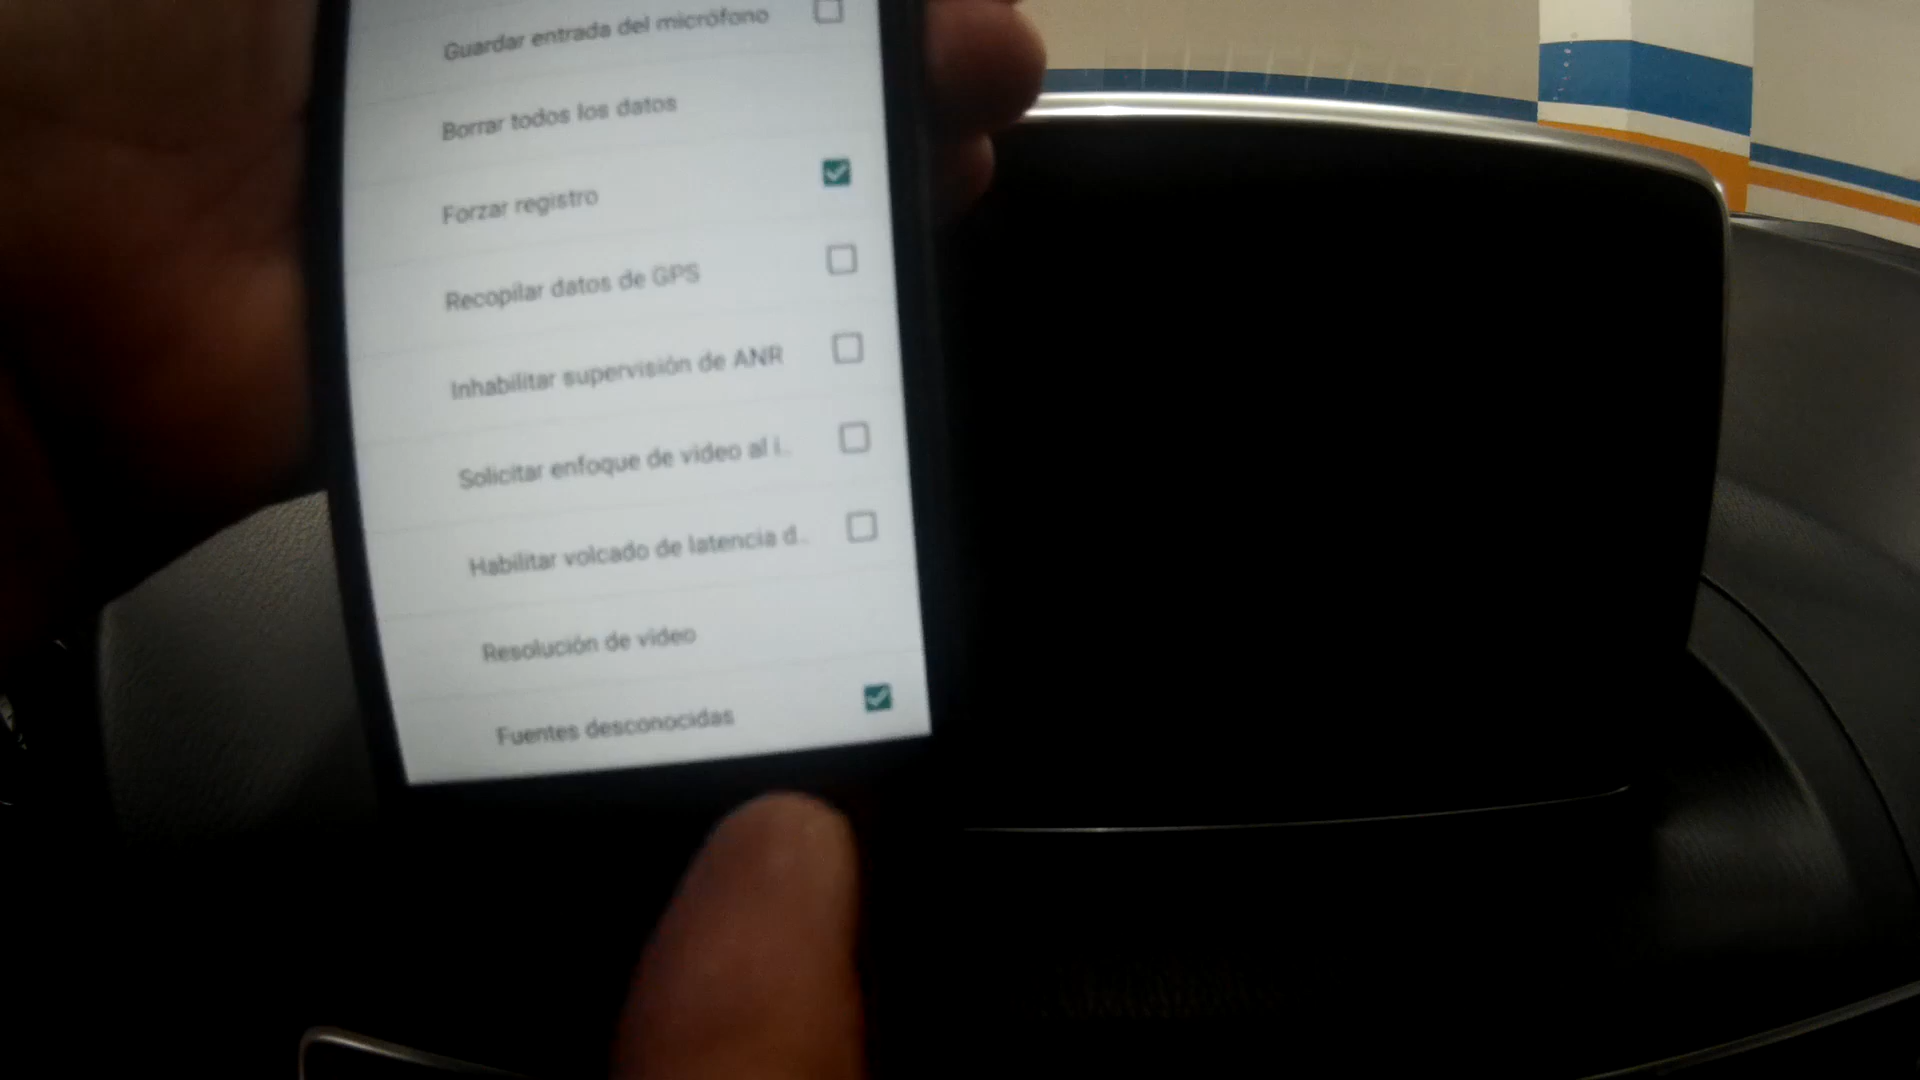 Guardar entrada del micrófono
Borrar todos los datos
Forzar registro
Recopilar datos de GPS
Inhabilitar supervisión de ANR
Solicitar enfoque de video al i..
Habilitar volcado de latencia d..
Resolución de video
Fuentes desconocidas